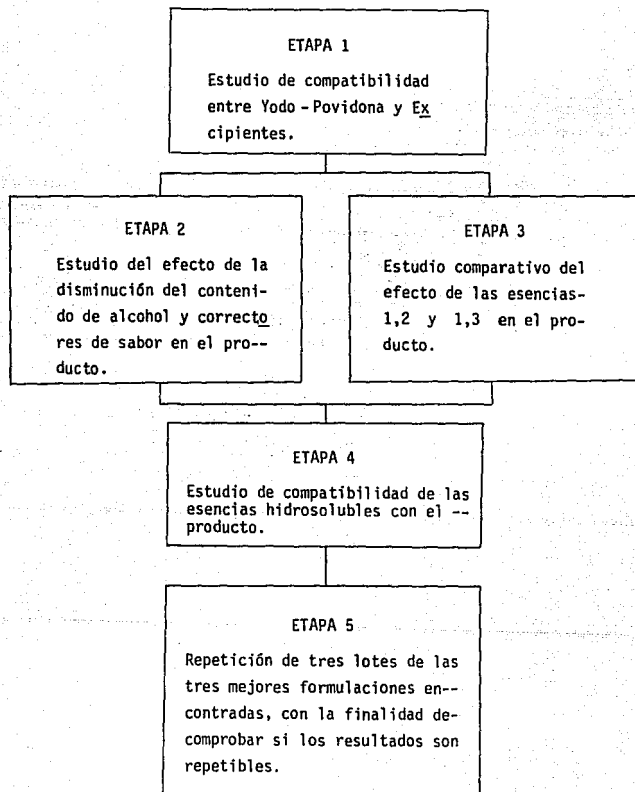 ETAPA 1
Estudio de compatibilidad
entre Yodo - Povidona y Ex
cipientes.
ETAPA 2
Estudio del efecto de la
disminución del conteni-
do de alcohol y correcto
res de sabor en el pro--
ducto.
ETAPA 3
Estudio comparativo del
efecto de las esencias-
1,2 y 1,3 en el pro-
ducto.
ETAPA 4
Estudio de compatibilidad de las
esencias hidrosolubles con el --
producto.
ETAPA 5
Repetición de tres lotes de las
tres mejores formulaciones en--
contradas, con la finalidad de-
comprobar si los resultados son
repetibles.